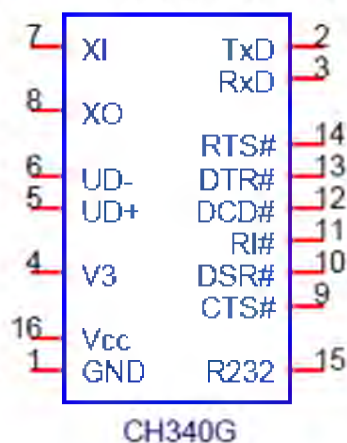 7 XI TxD 2
RxD 3
8 XO
RTS# 14
6 UD- DTR# 13
5 UD+ DCD# 12
RI# 11
4 V3 DSR# 10
CTS# 9
16 Vcc
1 GND R232 15
CH340G